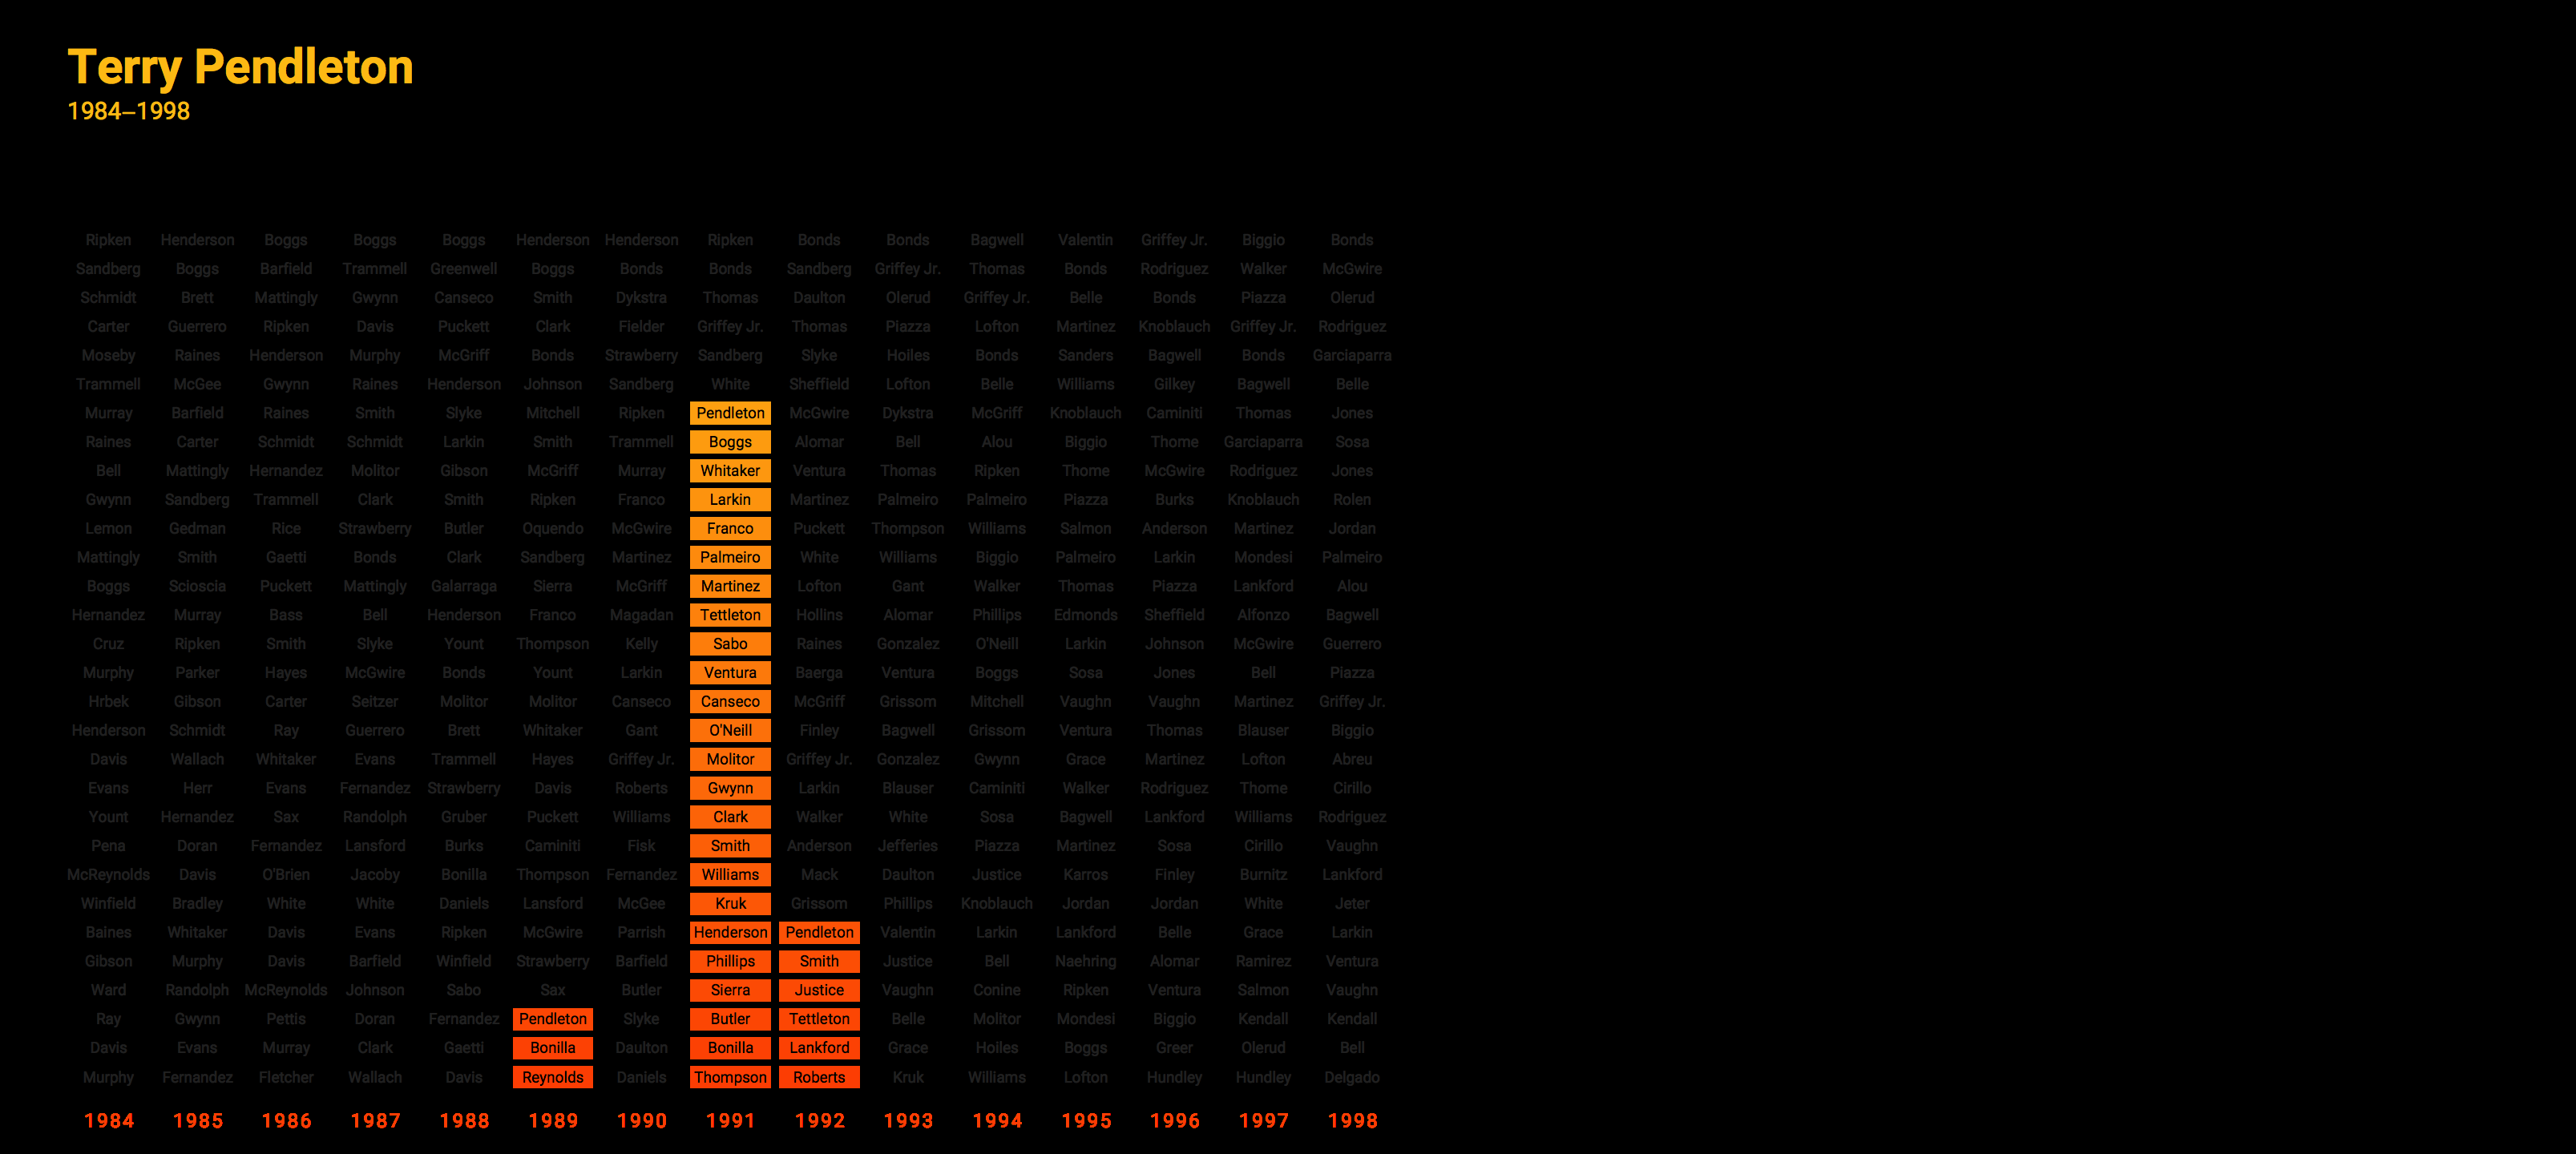 Terry Pendleton
1984–1998
Ripken Henderson Boggs Boggs Boggs Henderson Henderson Ripken Bonds Bonds Bagwell Valentin Griffey Jr. Biggio Bonds
Sandberg Boggs Barfield Trammell Greenwell Boggs Bonds Bonds Sandberg Griffey Jr. Thomas Bonds Rodriguez Walker McGwire
Schmidt Brett Mattingly Gwynn Canseco Smith Dykstra Thomas Daulton Olerud Griffey Jr. Belle Bonds Piazza Olerud
Carter Guerrero Ripken Davis Puckett Clark Fielder Griffey Jr. Thomas Piazza Lofton Martinez Knoblauch Griffey Jr. Rodriguez
Moseby Raines Henderson Murphy McGriff Bonds Strawberry Sandberg Slyke Hoiles Bonds Sanders Bagwell Bonds Garciaparra
Trammell McGee Gwynn Raines Henderson Johnson Sandberg White Sheffield Lofton Belle Williams Gilkey Bagwell Belle
Murray Barfield Raines Smith Slyke Mitchell Ripken Pendleton McGwire Dykstra McGriff Knoblauch Caminiti Thomas Jones
Raines Carter Schmidt Schmidt Larkin Smith Trammell Boggs Alomar Bell Alou Biggio Thome Garciaparra Sosa
Bell Mattingly Hernandez Molitor Gibson McGriff Murray Whitaker Ventura Thomas Ripken Thome McGwire Rodriguez Jones
Gwynn Sandberg Trammell Clark Smith Ripken Franco Larkin Martinez Palmeiro Palmeiro Piazza Burks Knoblauch Rolen
Lemon Gedman Rice Strawberry Butler Oquendo McGwire Franco Puckett Thompson Williams Salmon Anderson Martinez Jordan
Mattingly Smith Gaetti Bonds Clark Sandberg Martinez Palmeiro White Williams Biggio Palmeiro Larkin Mondesi Palmeiro
Boggs Scioscia Puckett Mattingly Galarraga Sierra McGriff Martinez Lofton Gant Walker Thomas Piazza Lankford Alou
Hernandez Murray Bass Bell Henderson Franco Magadan Tettleton Hollins Alomar Phillips Edmonds Sheffield Alfonzo Bagwell
Cruz Ripken Smith Slyke Yount Thompson Kelly Sabo Raines Gonzalez O'Neill Larkin Johnson McGwire Guerrero
Murphy Parker Hayes McGwire Bonds Yount Larkin Ventura Baerga Ventura Boggs Sosa Jones Bell Piazza
Hrbek Gibson Carter Seitzer Molitor Molitor Canseco Canseco McGriff Grissom Mitchell Vaughn Vaughn Martinez Griffey Jr.
Henderson Schmidt Ray Guerrero Brett Whitaker Gant O'Neill Finley Bagwell Grissom Ventura Thomas Blauser Biggio
Davis Wallach Whitaker Evans Trammell Hayes Griffey Jr. Molitor Griffey Jr. Gonzalez Gwynn Grace Martinez Lofton Abreu
Evans Herr Evans Fernandez Strawberry Davis Roberts Gwynn Larkin Blauser Caminiti Walker Rodriguez Thome Cirillo
Yount Hernandez Sax Randolph Gruber Puckett Williams Clark Walker White Sosa Bagwell Lankford Williams Rodriguez
Pena Doran Fernandez Lansford Burks Caminiti Fisk Smith Anderson Jefferies Piazza Martinez Sosa Cirillo Vaughn
McReynolds Davis O'Brien Jacoby Bonilla Thompson Fernandez Williams Mack Daulton Justice Karros Finley Burnitz Lankford
Winfield Bradley White White Daniels Lansford McGee Kruk Grissom Phillips Knoblauch Jordan Jordan White Jeter
Baines Whitaker Davis Evans Ripken McGwire Parrish Henderson Pendleton Valentin Larkin Lankford Belle Grace Larkin
Gibson Murphy Davis Barfield Winfield Strawberry Barfield Phillips Smith Justice Bell Naehring Alomar Ramirez Ventura
Ward Randolph McReynolds Johnson Sabo Sax Butler Sierra Justice Vaughn Conine Ripken Ventura Salmon Vaughn
Ray Gwynn Pettis Doran Fernandez Pendleton Slyke Butler Tettleton Belle Molitor Mondesi Biggio Kendall Kendall
Davis Evans Murray Clark Gaetti Bonilla Daulton Bonilla Lankford Grace Hoiles Boggs Greer Olerud Bell
Murphy Fernandez Fletcher Wallach Davis Reynolds Daniels Thompson Roberts Kruk Williams Lofton Hundley Hundley Delgado
1984 1985 1986 1987 1988 1989 1990 1991 1992 1993 1994 1995 1996 1997 1998